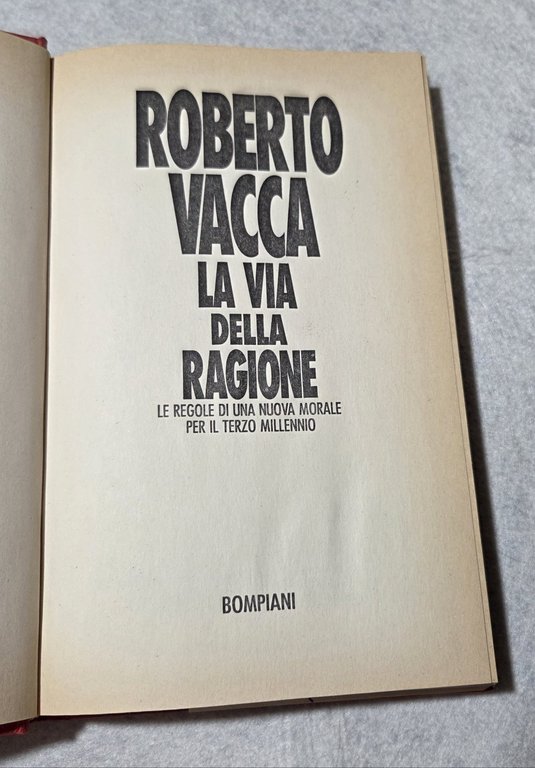 ROBERTO
VACCA
LA VIA
DELLA
RAGIONE
LE REGOLE DI UNA NUOVA MORALE
PER IL TERZO MILLENNIO
BOMPIANI